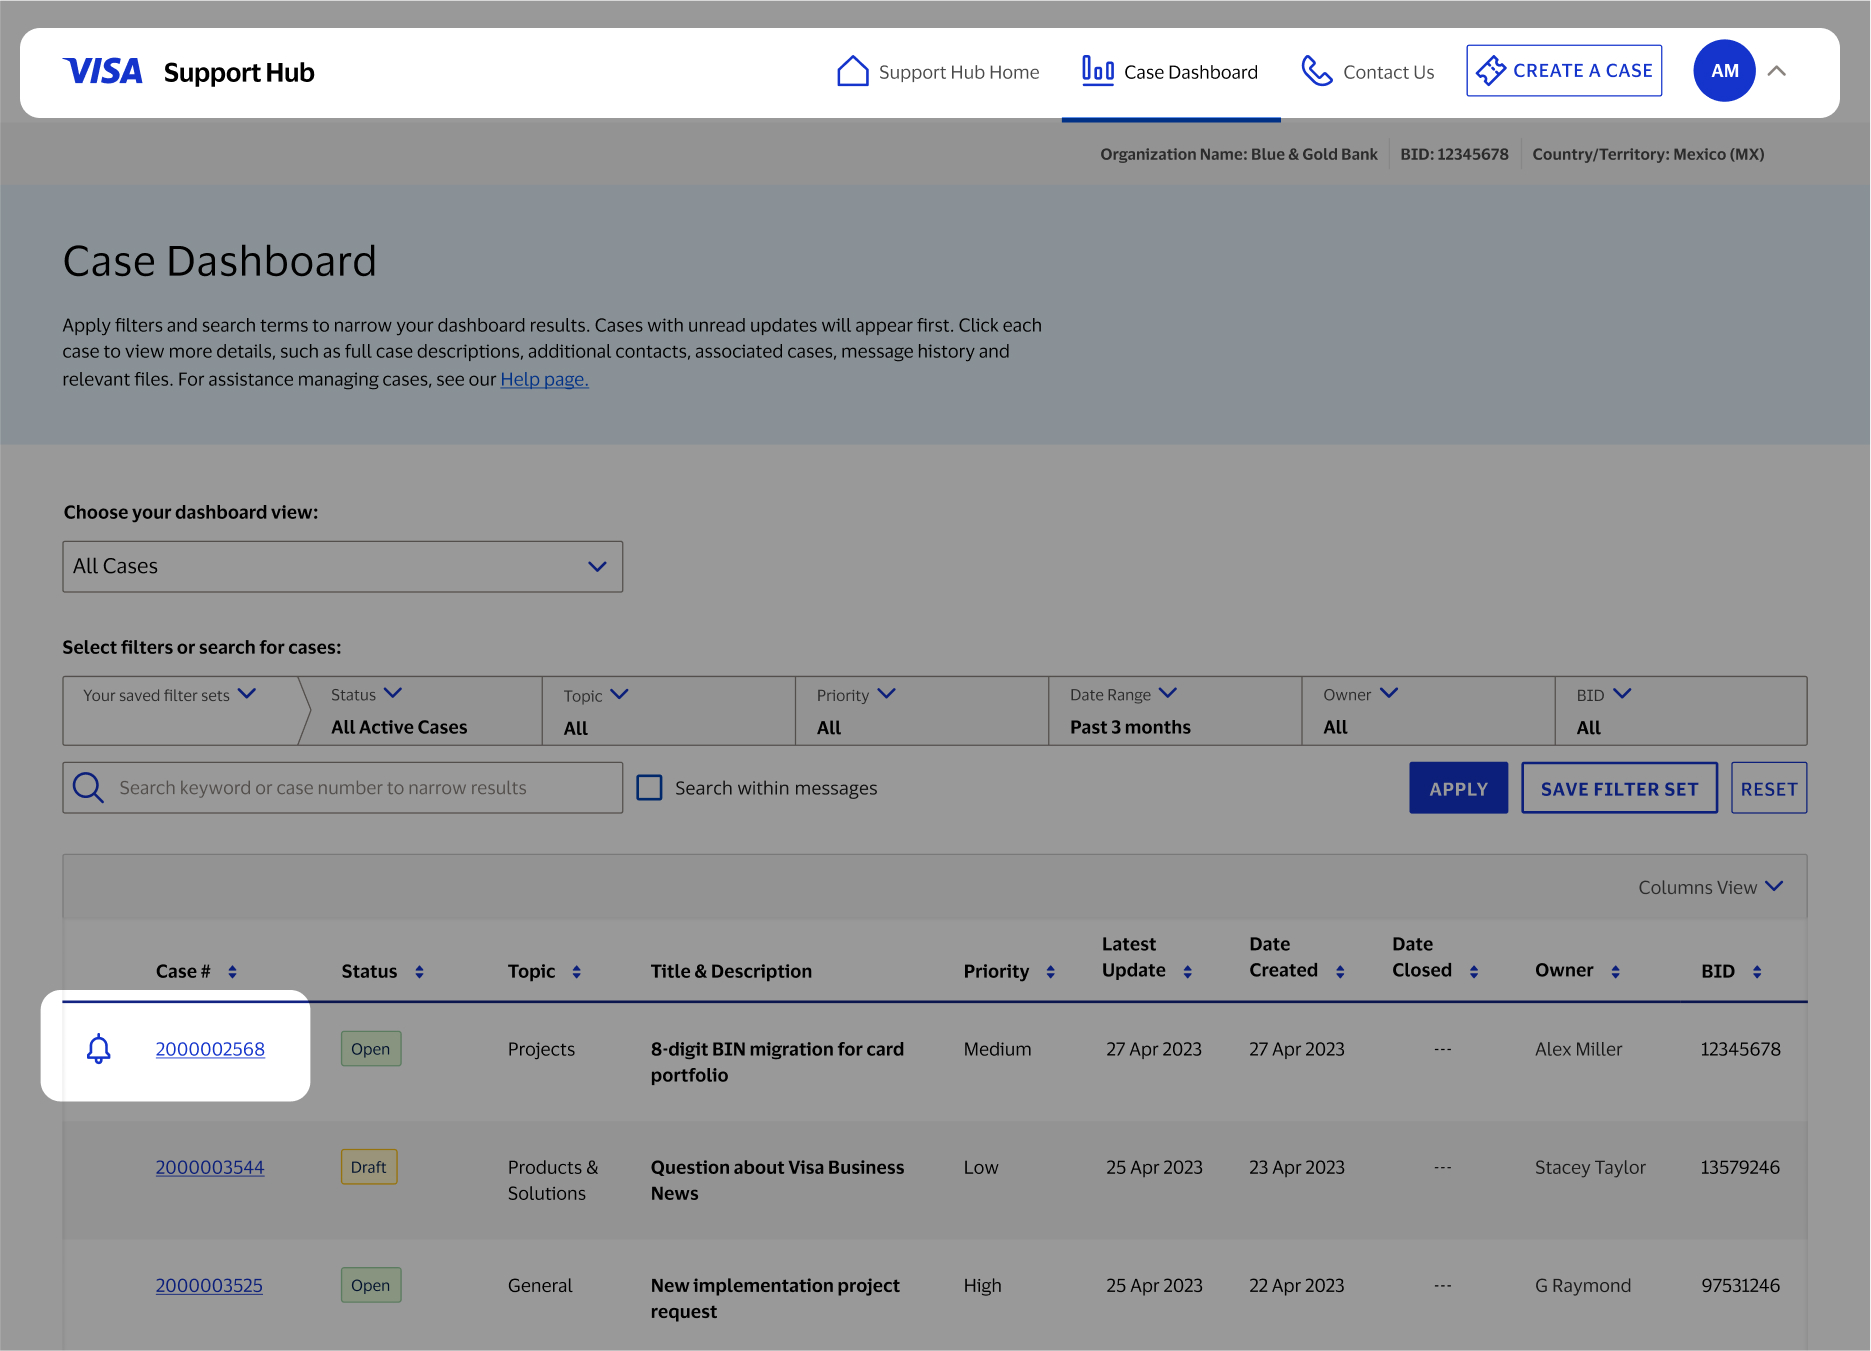 VISA Support Hub
Support Hub Home
Case Dashboard
Contact Us
CREATE A CASE
AM
Organization Name: Blue & Gold Bank
BID: 12345678
Country/Territory: Mexico (MX)
Case Dashboard
Apply filters and search terms to narrow your dashboard results. Cases with unread updates will appear first. Click each
case to view more details, such as full case descriptions, additional contacts, associated cases, message history and
relevant files. For assistance managing cases, see our Help page.
Choose your dashboard view:
All Cases
Select filters or search for cases:
Your saved filter sets
Status
All Active Cases
Topic
All
Priority
All
Date Range
Past 3 months
Owner
All
BID
All
Search keyword or case number to narrow results
Search within messages
APPLY
SAVE FILTER SET
RESET
Columns View
Case #
Status
Topic
Title & Description
Priority
Latest
Update
Date
Created
Date
Closed
Owner
BID
2000002568
Open
Projects
8-digit BIN migration for card
portfolio
Medium
27 Apr 2023
27 Apr 2023
---
Alex Miller
12345678
2000003544
Draft
Products &
Solutions
Question about Visa Business
News
Low
25 Apr 2023
23 Apr 2023
---
Stacey Taylor
13579246
2000003525
Open
General
New implementation project
request
High
25 Apr 2023
22 Apr 2023
---
G Raymond
97531246